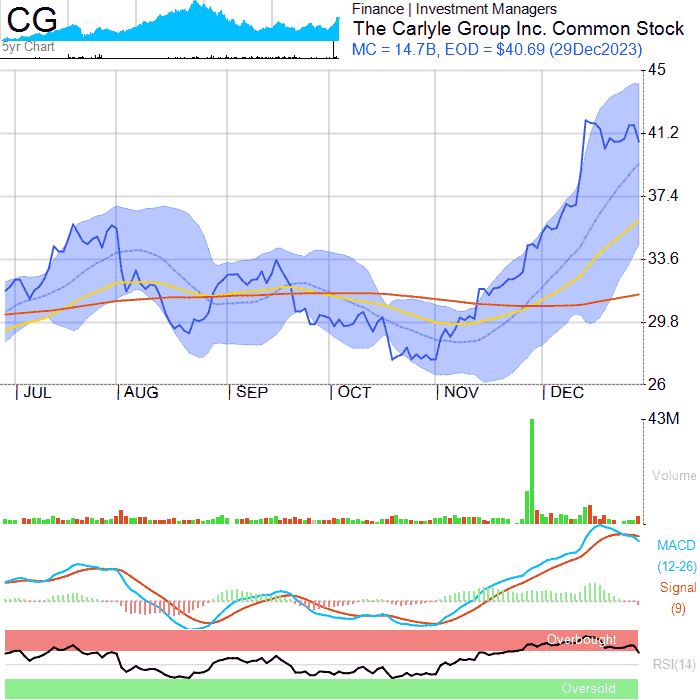 CG
Finance | Investment Managers
The Carlyle Group Inc. Common Stock
5yr Chart
MC = 14.7B, EOD = $40.69 (29Dec2023)
45
41.2
37.4
33.6
29.8
26
JUL AUG SEP OCT NOV DEC
43M
Volume
MACD
(12-26)
Signal
(9)
Overbought
RSI(14)
Oversold